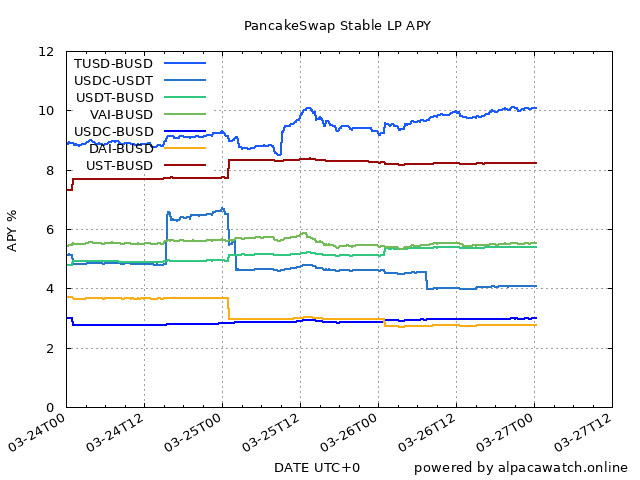 PancakeSwap Stable LP APY
12
10
8
6
4
2
0
APY %
TUSD-BUSD
USDC-USDT
USDT-BUSD
VAI-BUSD
USDC-BUSD
DAI-BUSD
UST-BUSD
03-24T00
03-24T12
03-25T00
03-25T12
03-26T00
03-26T12
03-27T00
03-27T12
DATE UTC+0
powered by alpacawatch.online